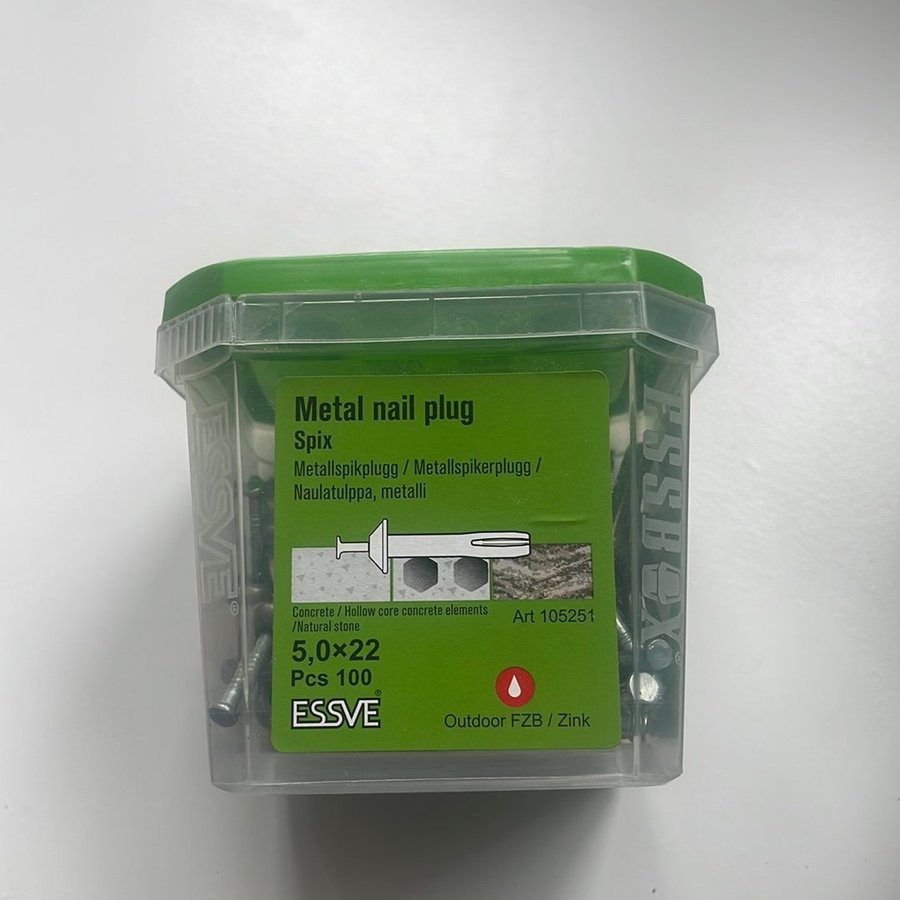 Metal nail plug
Spix
Metallspikplugg / Metallspikerplugg /
Naulatulppa, metalli
Concrete / Hollow core concrete elements
/Natural stone
Art 105251
5,0×22
Pcs 100
ESSVE®
Outdoor FZB / Zink
ESSVE®
ESSBOX®